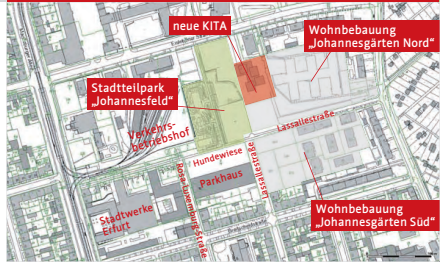 neue KITA
Wohnbebauung
„Johannesgärten Nord“
Stadtteilpark
„Johannesfeld“
Verkehrs-
betriebshof
Lassallestraße
Hundewiese
Parkhaus
Lassallestraße
Rosa-Luxemburg-Straße
Stadtwerke
Erfurt
Wohnbebauung
„Johannesgärten Süd“